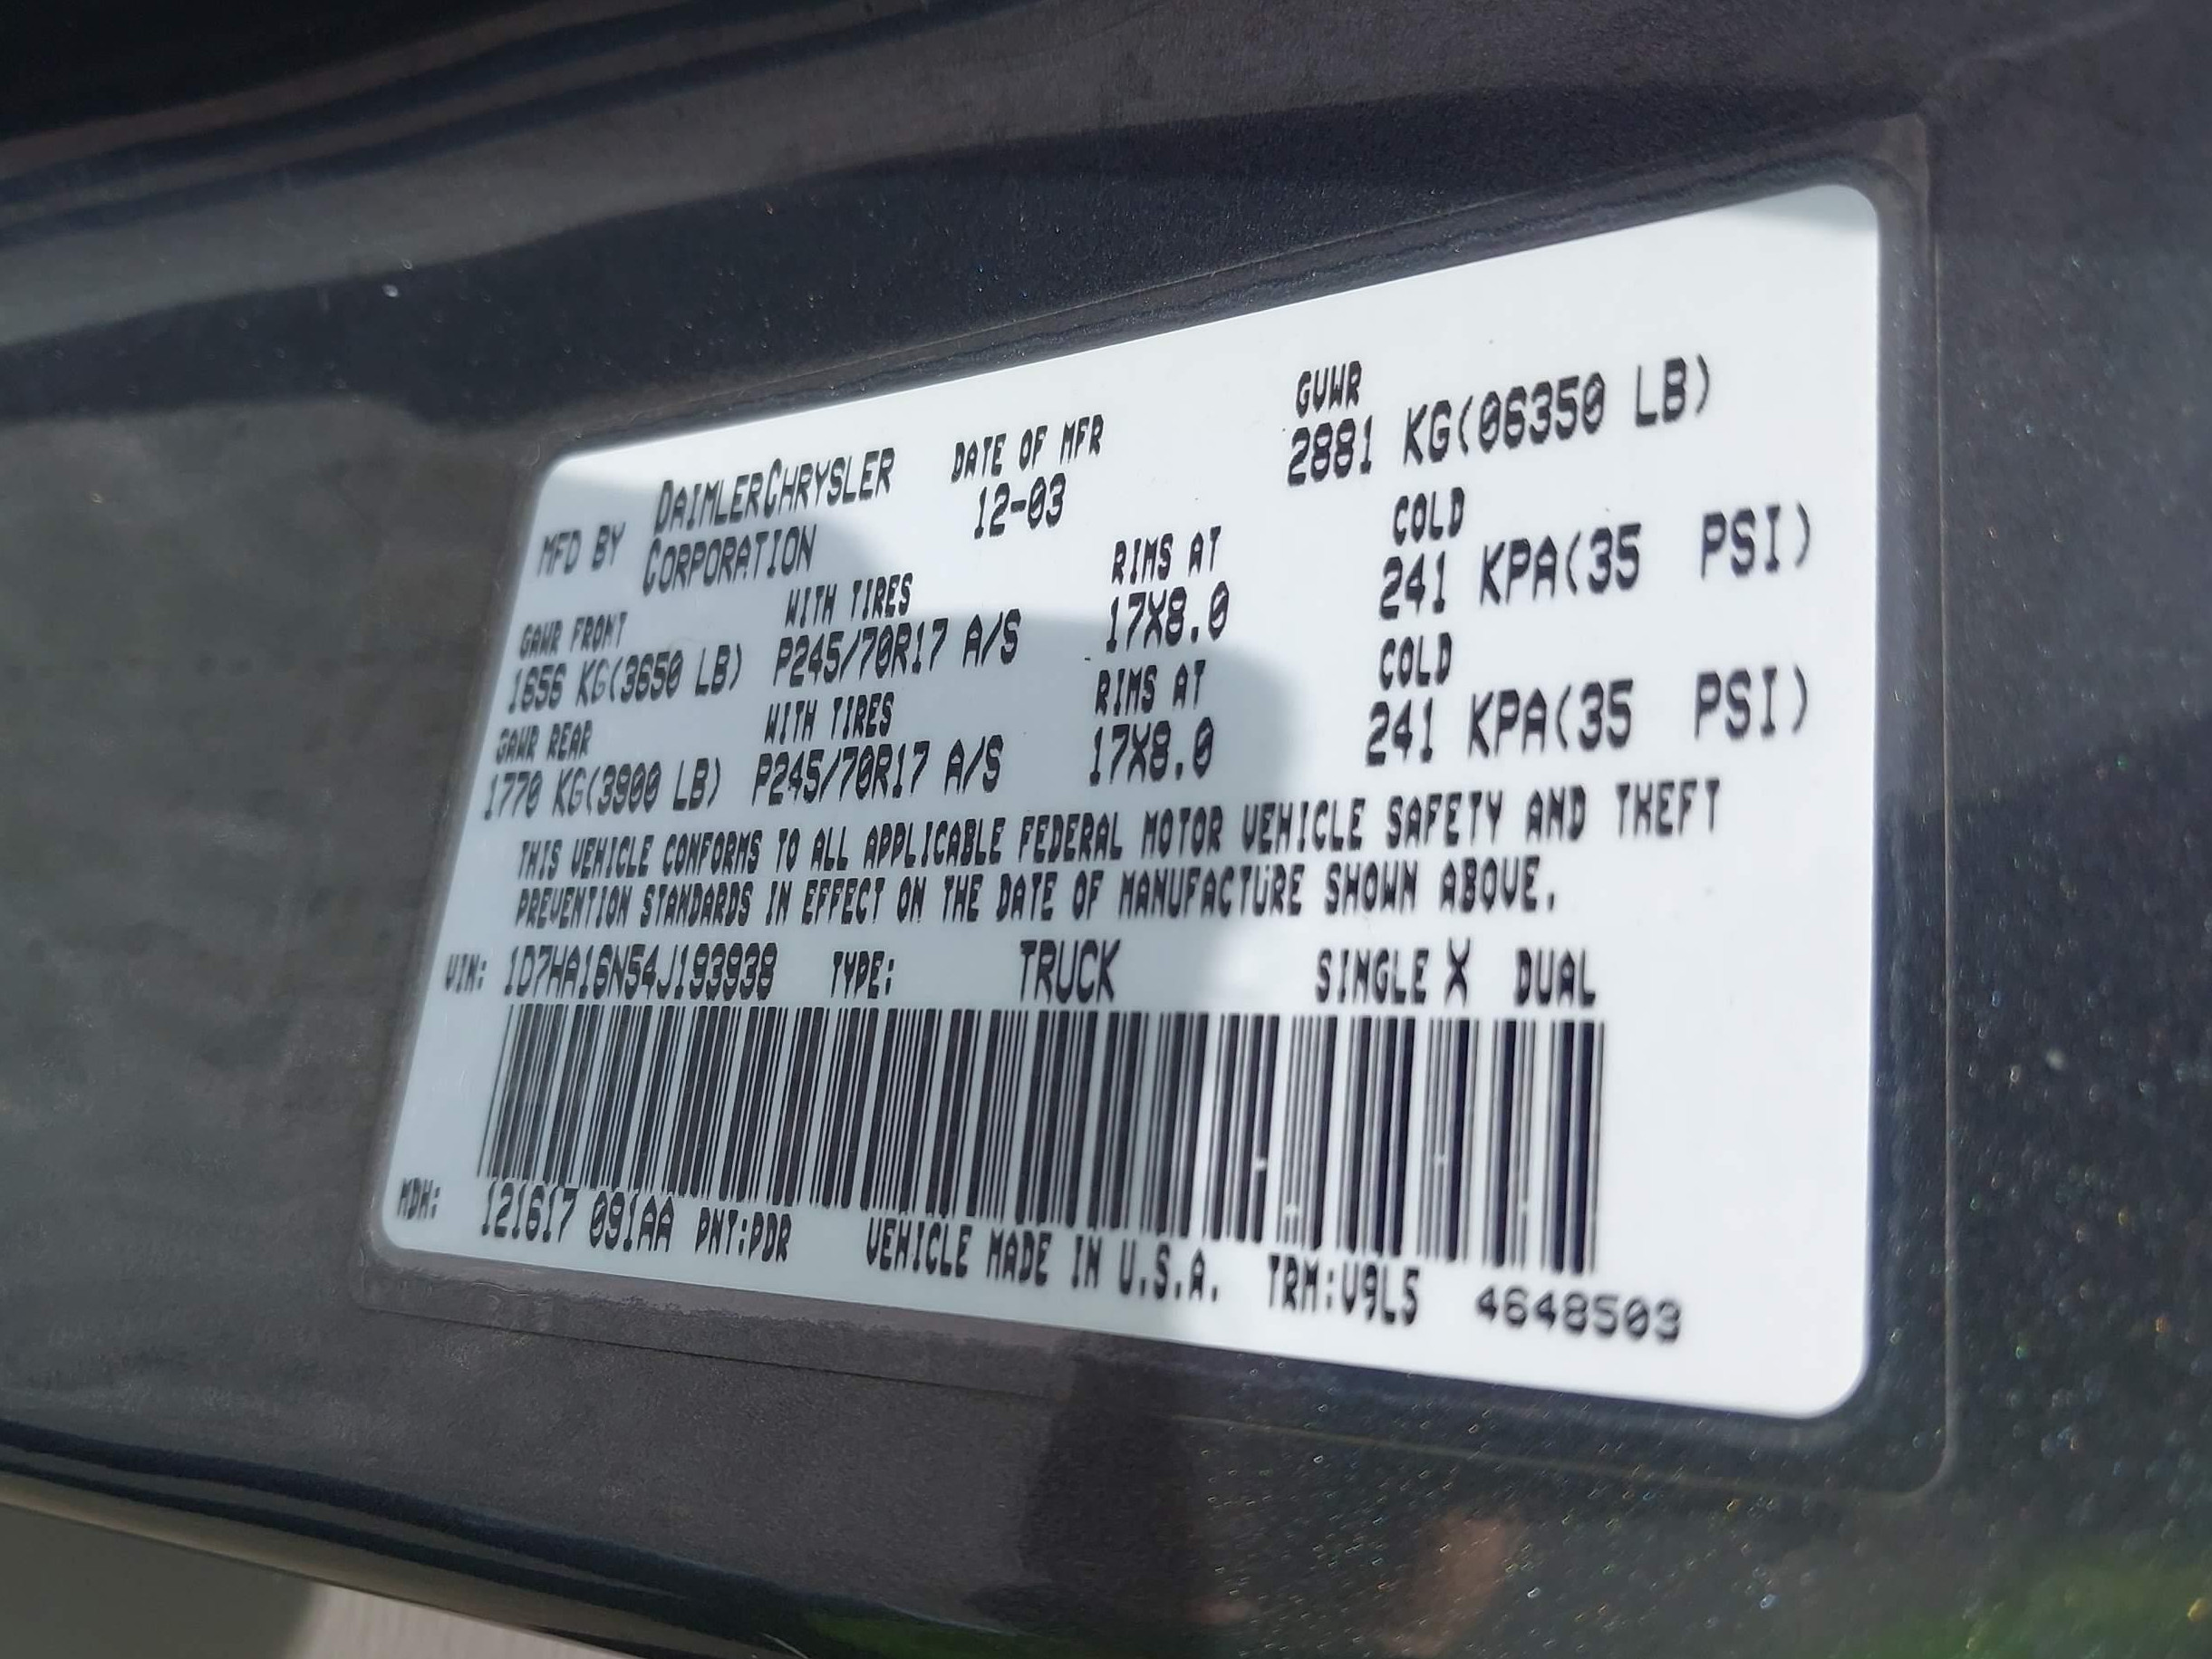 MFD BY DAIMLERCHRYSLER CORPORATION
DATE OF MFR
12-03
GVWR
2881 KG(06350 LB)
GAWR FRONT WITH TIRES RIMS AT COLD
1656 KG(3650 LB) P245/70R17 A/S 17X8.0 241 KPA(35 PSI)
GAWR REAR WITH TIRES RIMS AT COLD
1770 KG(3900 LB) P245/70R17 A/S 17X8.0 241 KPA(35 PSI)
THIS VEHICLE CONFORMS TO ALL APPLICABLE FEDERAL MOTOR VEHICLE SAFETY AND THEFT
PREVENTION STANDARDS IN EFFECT ON THE DATE OF MANUFACTURE SHOWN ABOVE.
VIN: 1D7HA16N54J193938 TYPE: TRUCK SINGLE X DUAL
MDH: 121617 091AA PNT:PDR VEHICLE MADE IN U.S.A. TRM:V9L5 4648503